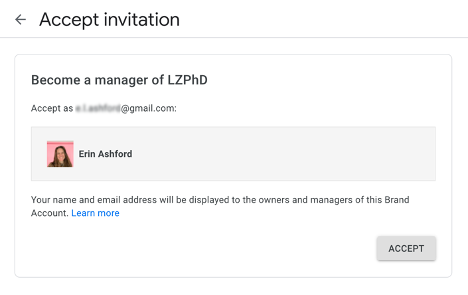 Accept invitation
Become a manager of LZPhD
Accept as @gmail.com:
Erin Ashford
Your name and email address will be displayed to the owners and managers of this Brand
Account. Learn more
ACCEPT